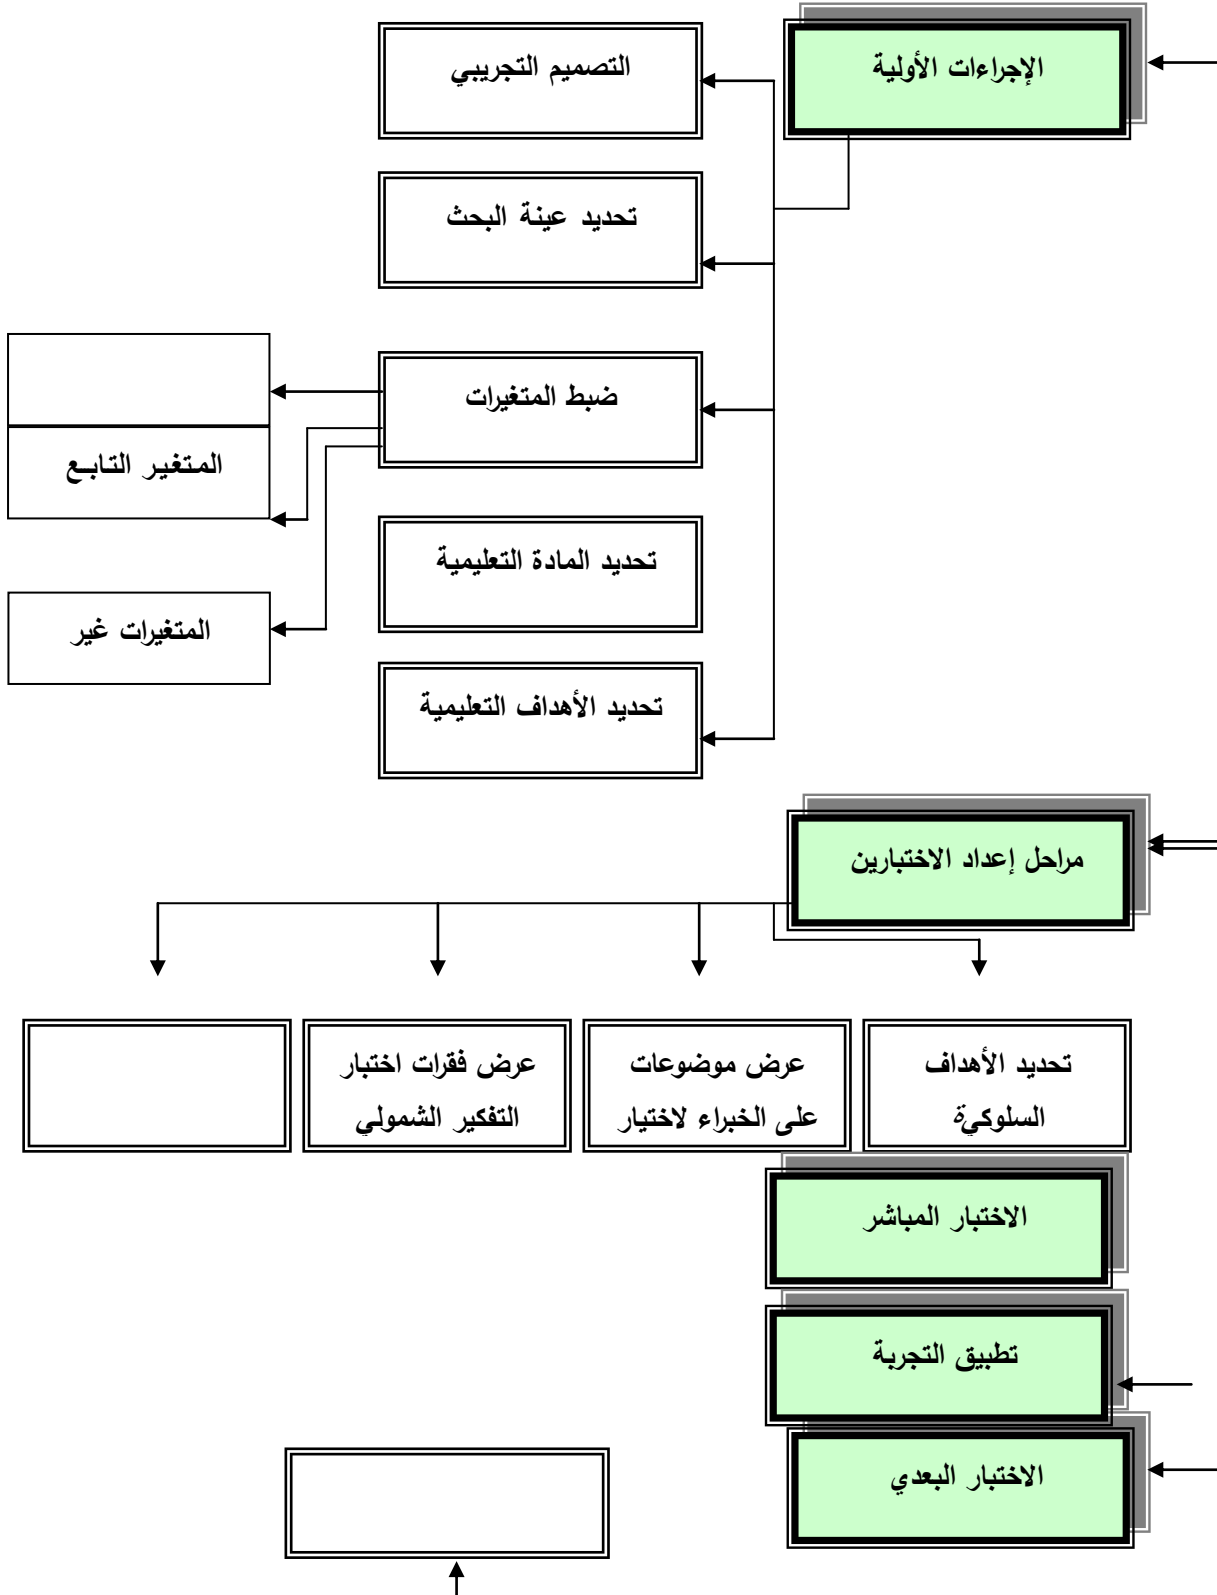 الإجراءات الأولية
التصميم التجريبي
تحديد عينة البحث
ضبط المتغيرات
المتغير التابع
تحديد المادة التعليمية
المتغيرات غير
تحديد الأهداف التعليمية
مراحل إعداد الاختبارين
تحديد الأهداف
السلوكية
عرض موضوعات
على الخبراء لاختيار
عرض فقرات اختبار
التفكير الشمولي
الاختبار المباشر
تطبيق التجربة
الاختبار البعدي